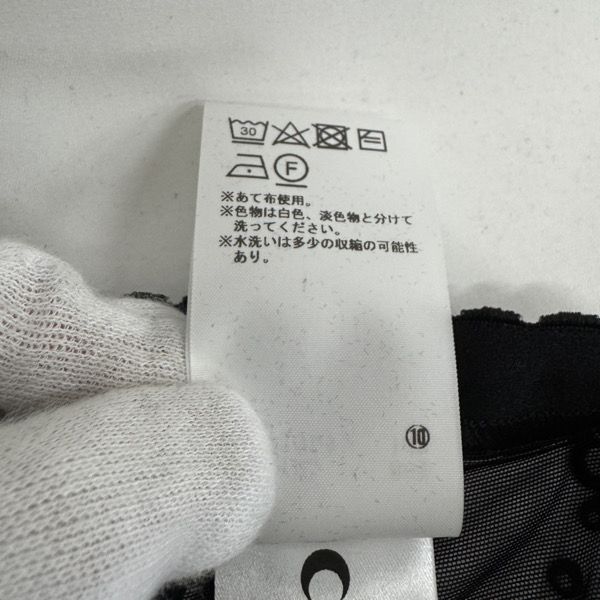 30
F
※あて布使用。
※色物は白色、淡色物と分けて
洗ってください。
※水洗いは多少の収縮の可能性
あり。
⑩